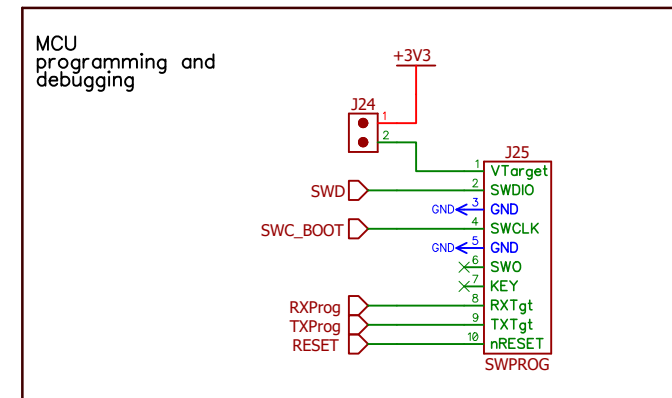 MCU
programming and
debugging
+3V3
J24
1
2
J25
1 VTarget
SWD 2 SWDIO
GND 3 GND
SWC_BOOT 4 SWCLK
GND 5 GND
6 SWO
7 KEY
RXProg 8 RXTgt
TXProg 9 TXTgt
RESET 10 nRESET
SWPROG